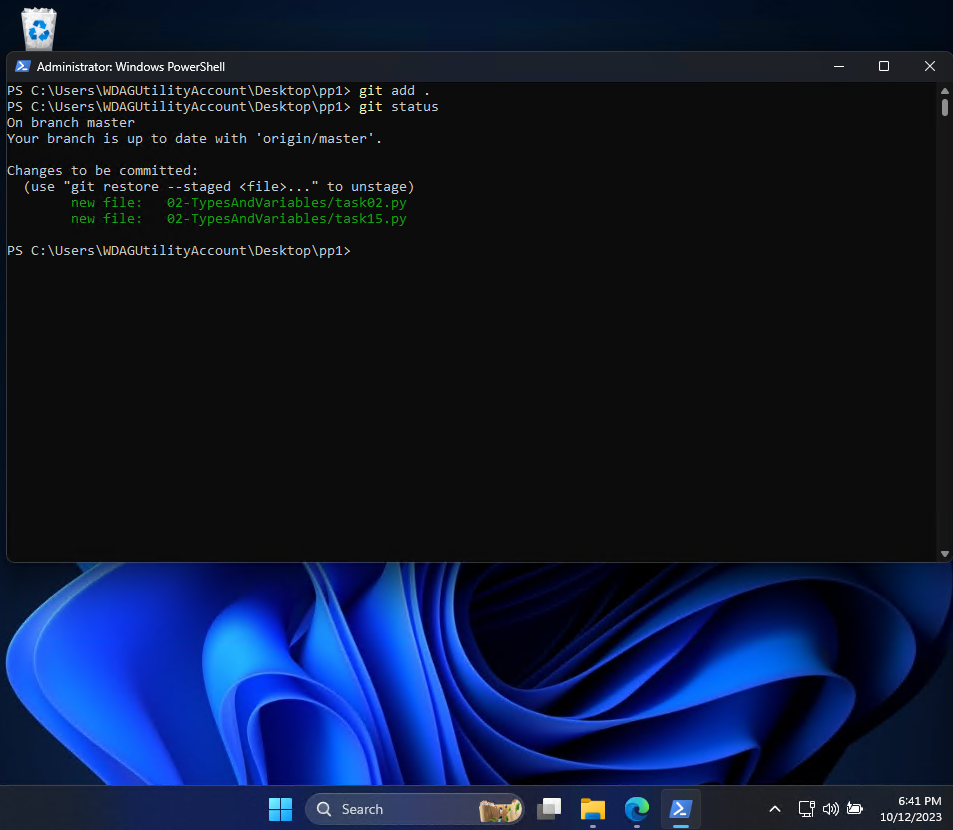 Administrator: Windows PowerShell
PS C:\Users\WDAGUtilityAccount\Desktop\pp1> git add .
PS C:\Users\WDAGUtilityAccount\Desktop\pp1> git status
On branch master
Your branch is up to date with 'origin/master'.
Changes to be committed:
  (use "git restore --staged <file>..." to unstage)
        new file:   02-TypesAndVariables/task02.py
        new file:   02-TypesAndVariables/task15.py
PS C:\Users\WDAGUtilityAccount\Desktop\pp1>
Search
6:41 PM
10/12/2023